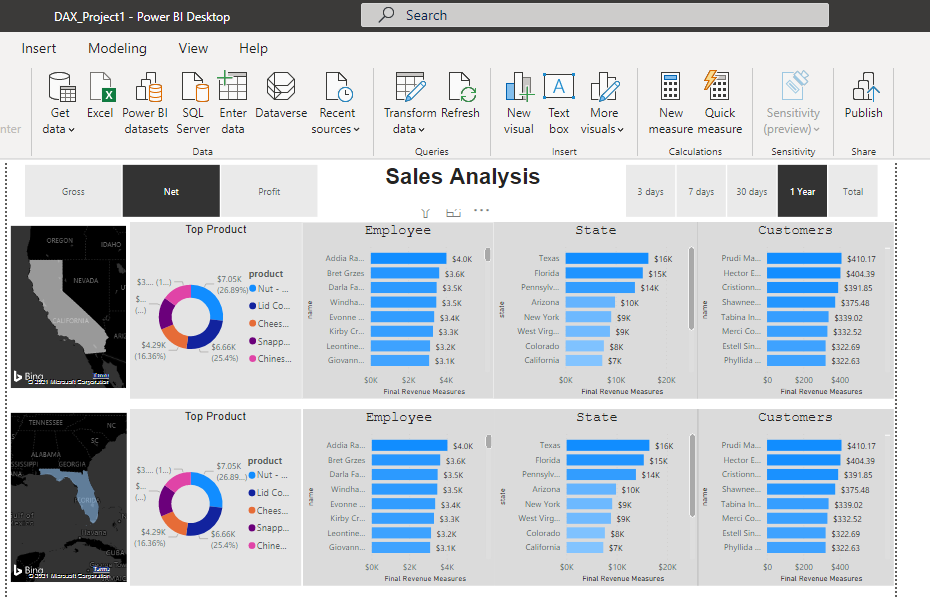 DAX_Project1 - Power BI Desktop
Search
Insert Modeling View Help
Get data
Excel
Power BI datasets
SQL Server
Enter data
Dataverse
Recent sources
Transform data
Refresh
New visual
Text box
More visuals
New measure
Quick measure
Sensitivity (preview)
Publish
Data
Queries
Insert
Calculations
Sensitivity
Share
Gross
Net
Profit
Sales Analysis
3 days
7 days
30 days
1 Year
Total
OREGON
IDAHO
NEVADA
CALIFORNIA
Bing
Top Product
$3.... (1...)
$7.05K
(26.89%)
$...
(...)
$4.29K
(16.36%)
$6.66K
(25.4%)
product
Nut - ...
Lid Co...
Chees...
Snapp...
Chines...
Employee
name
Addia Ra... $4.0K
Bret Grzes $3.6K
Darla Fa... $3.5K
Windha... $3.5K
Evonne ... $3.4K
Kirby Cr... $3.3K
Leontine... $3.2K
Giovann... $3.1K
$0K $2K $4K
Final Revenue Measures
State
state
Texas $16K
Florida $15K
Pennsylv... $14K
Arizona $10K
New York $9K
West Virg... $9K
Colorado $8K
California $7K
$0K $10K $20K
Final Revenue Measures
Customers
name
Prudi Ma... $410.17
Hector E... $404.39
Cristionn... $391.85
Shawnee... $375.48
Tabina In... $339.02
Merci Co... $332.52
Estell Sin... $322.69
Phyllida ... $322.63
$0 $200 $400
Final Revenue Measures
TENNESSEE
NC
SC
ALABAMA
GEORGIA
Havana
CUBA
Bing
Top Product
$3.... (1...)
$7.05K
(26.89...)
$...
(...)
$4.29K
(16.36%)
$6.66K
(25.4%)
product
Nut - ...
Lid Co...
Chees...
Snapp...
Chine...
Employee
name
Addia Ra... $4.0K
Bret Grzes $3.6K
Darla Fa... $3.5K
Windha... $3.5K
Evonne ... $3.4K
Kirby Cr... $3.3K
Leontine... $3.2K
Giovann... $3.1K
$0K $2K $4K
Final Revenue Measures
State
state
Texas $16K
Florida $15K
Pennsylv... $14K
Arizona $10K
New York $9K
West Virg... $9K
Colorado $8K
California $7K
$0K $10K $20K
Final Revenue Measures
Customers
name
Prudi Ma... $410.17
Hector E... $404.39
Cristionn... $391.85
Shawnee... $375.48
Tabina In... $339.02
Merci Co... $332.52
Estell Sin... $322.69
Phyllida ... $322.63
$0 $200 $400
Final Revenue Measures